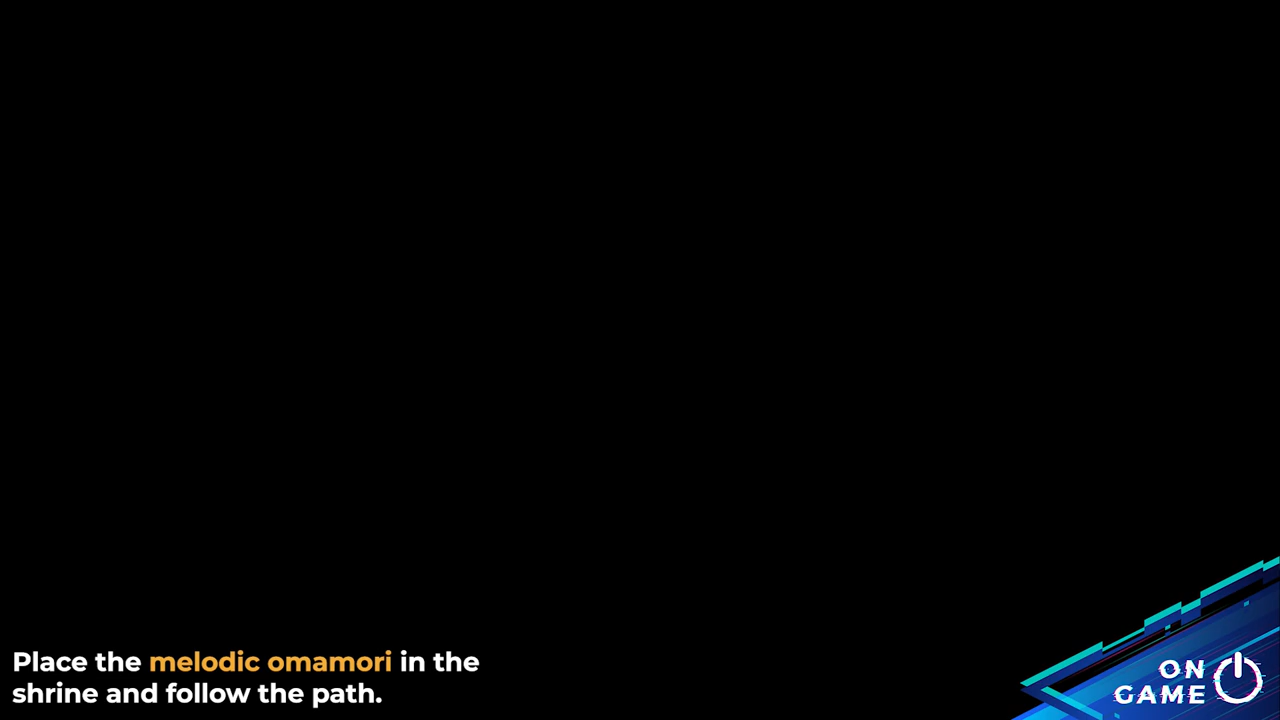 Place the melodic omamori in the
shrine and follow the path.
ON
GAME